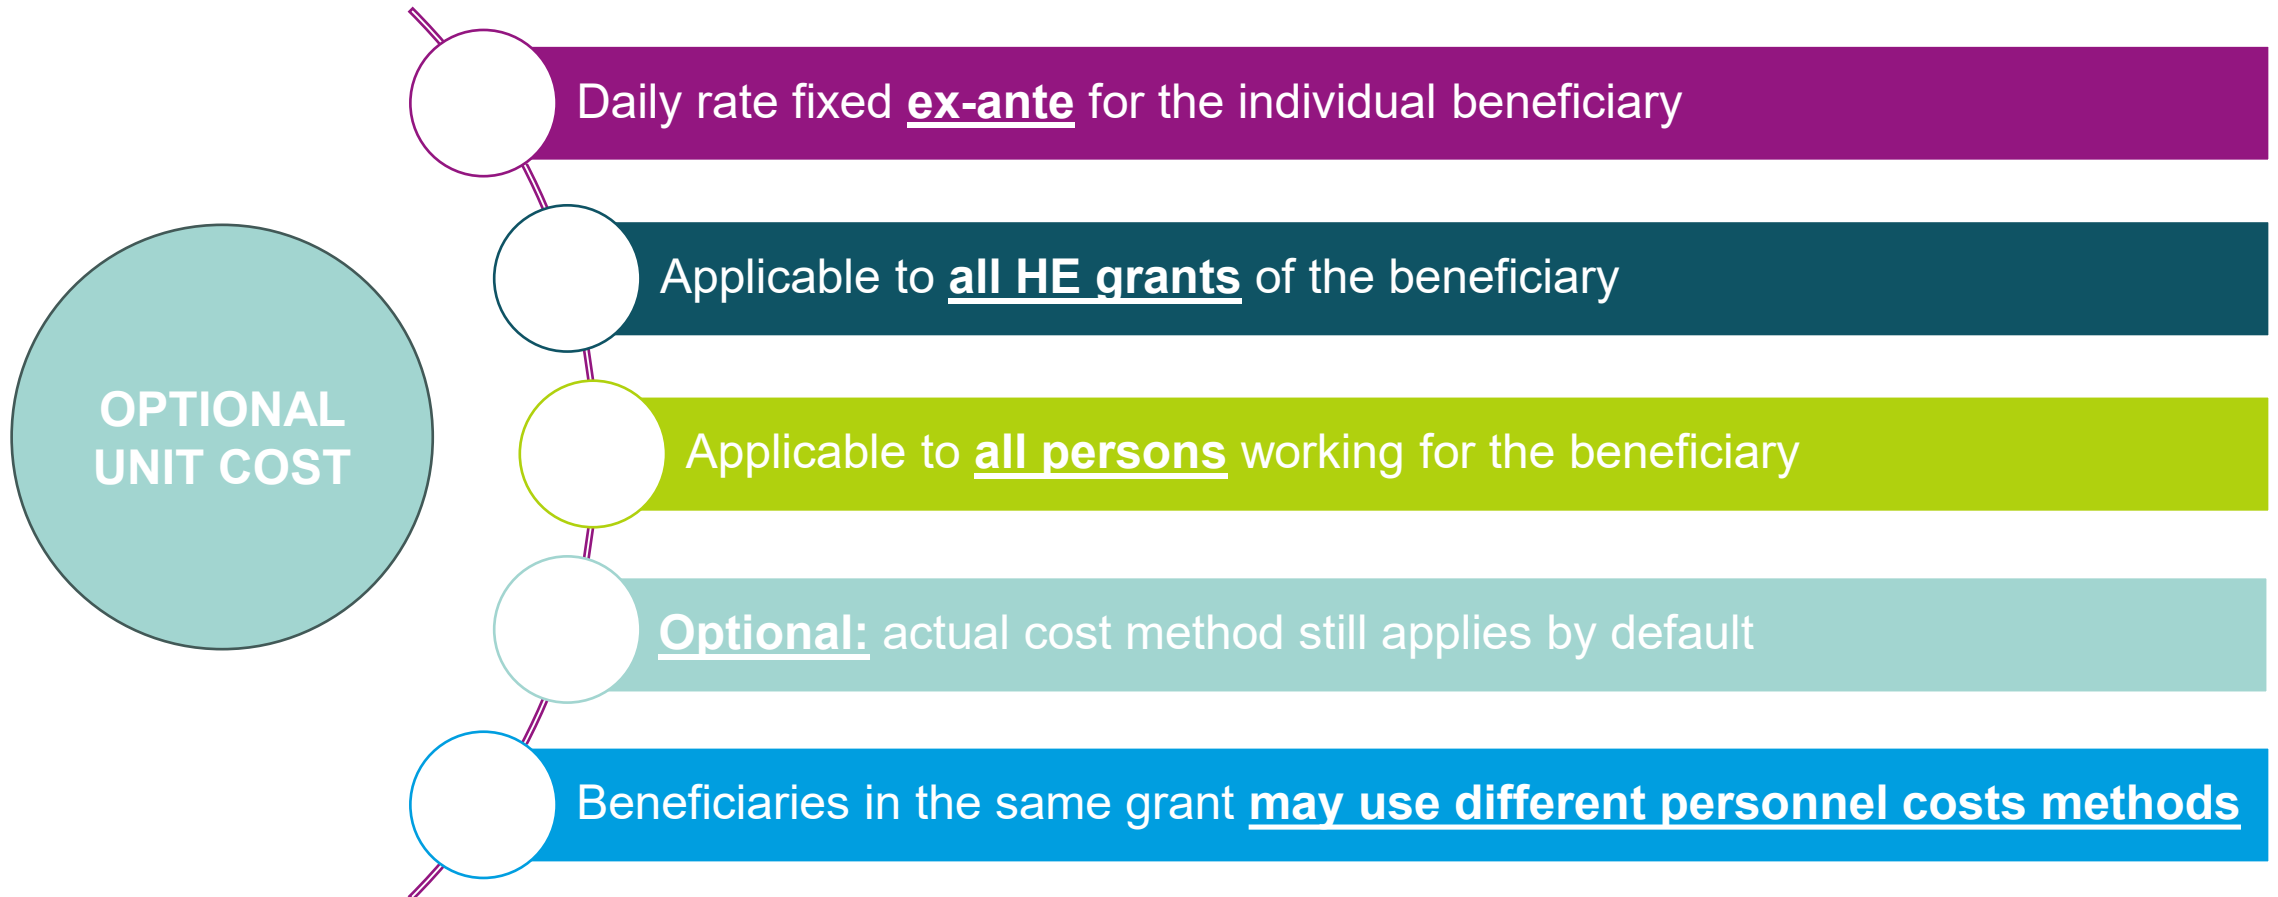 OPTIONAL
UNIT COST
Daily rate fixed ex-ante for the individual beneficiary
Applicable to all HE grants of the beneficiary
Applicable to all persons working for the beneficiary
Optional: actual cost method still applies by default
Beneficiaries in the same grant may use different personnel costs methods